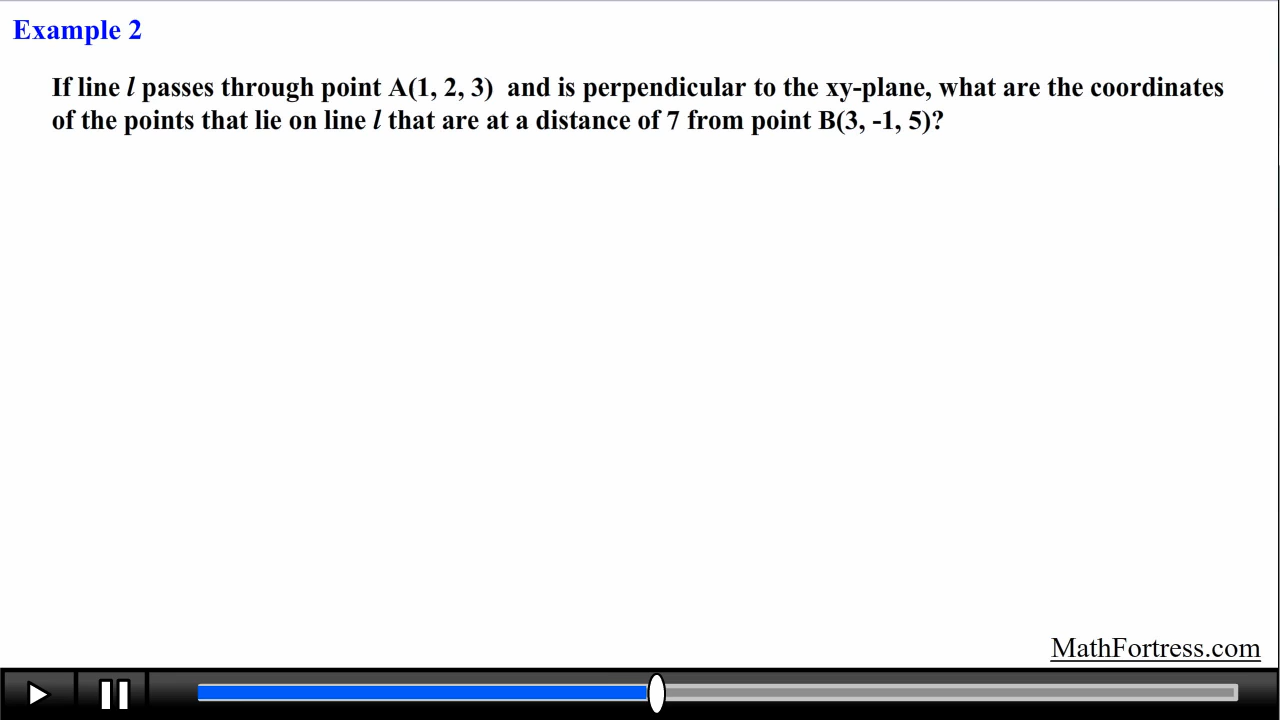 Example 2
If line l passes through point A(1, 2, 3) and is perpendicular to the xy-plane, what are the coordinates
of the points that lie on line l that are at a distance of 7 from point B(3, -1, 5)?
MathFortress.com